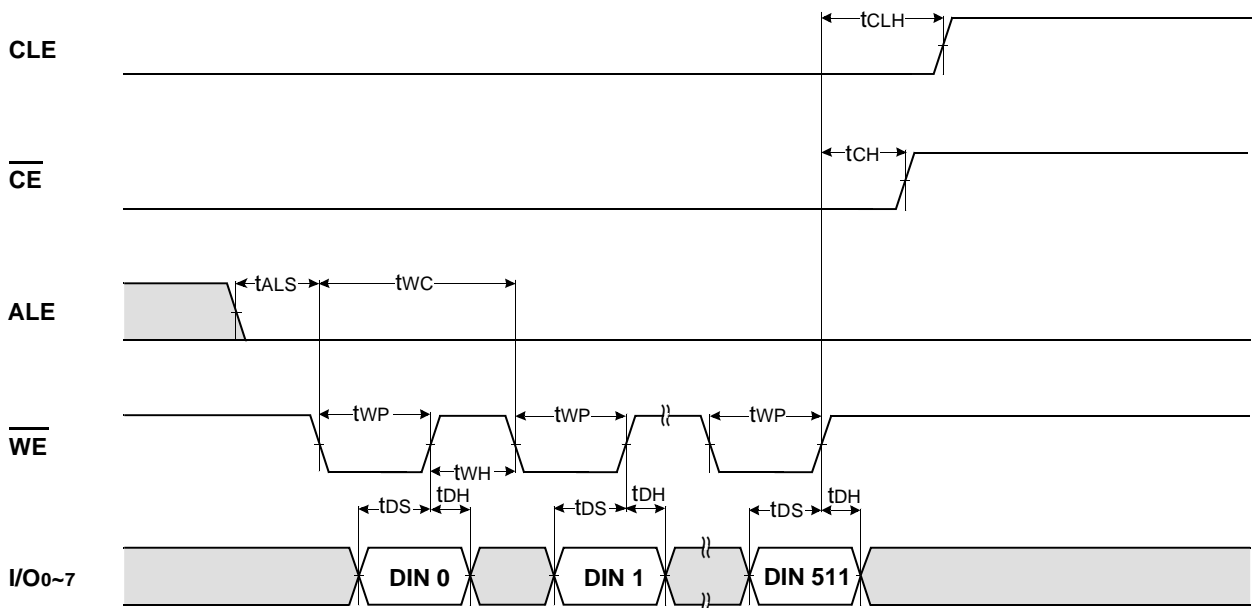 CLE
tCLH
CE
tCH
ALE
tALS
tWC
WE
tWP
tWP
tWP
tWH
tDS
tDH
tDS
tDH
tDS
tDH
I/O0~7
DIN 0
DIN 1
DIN 511